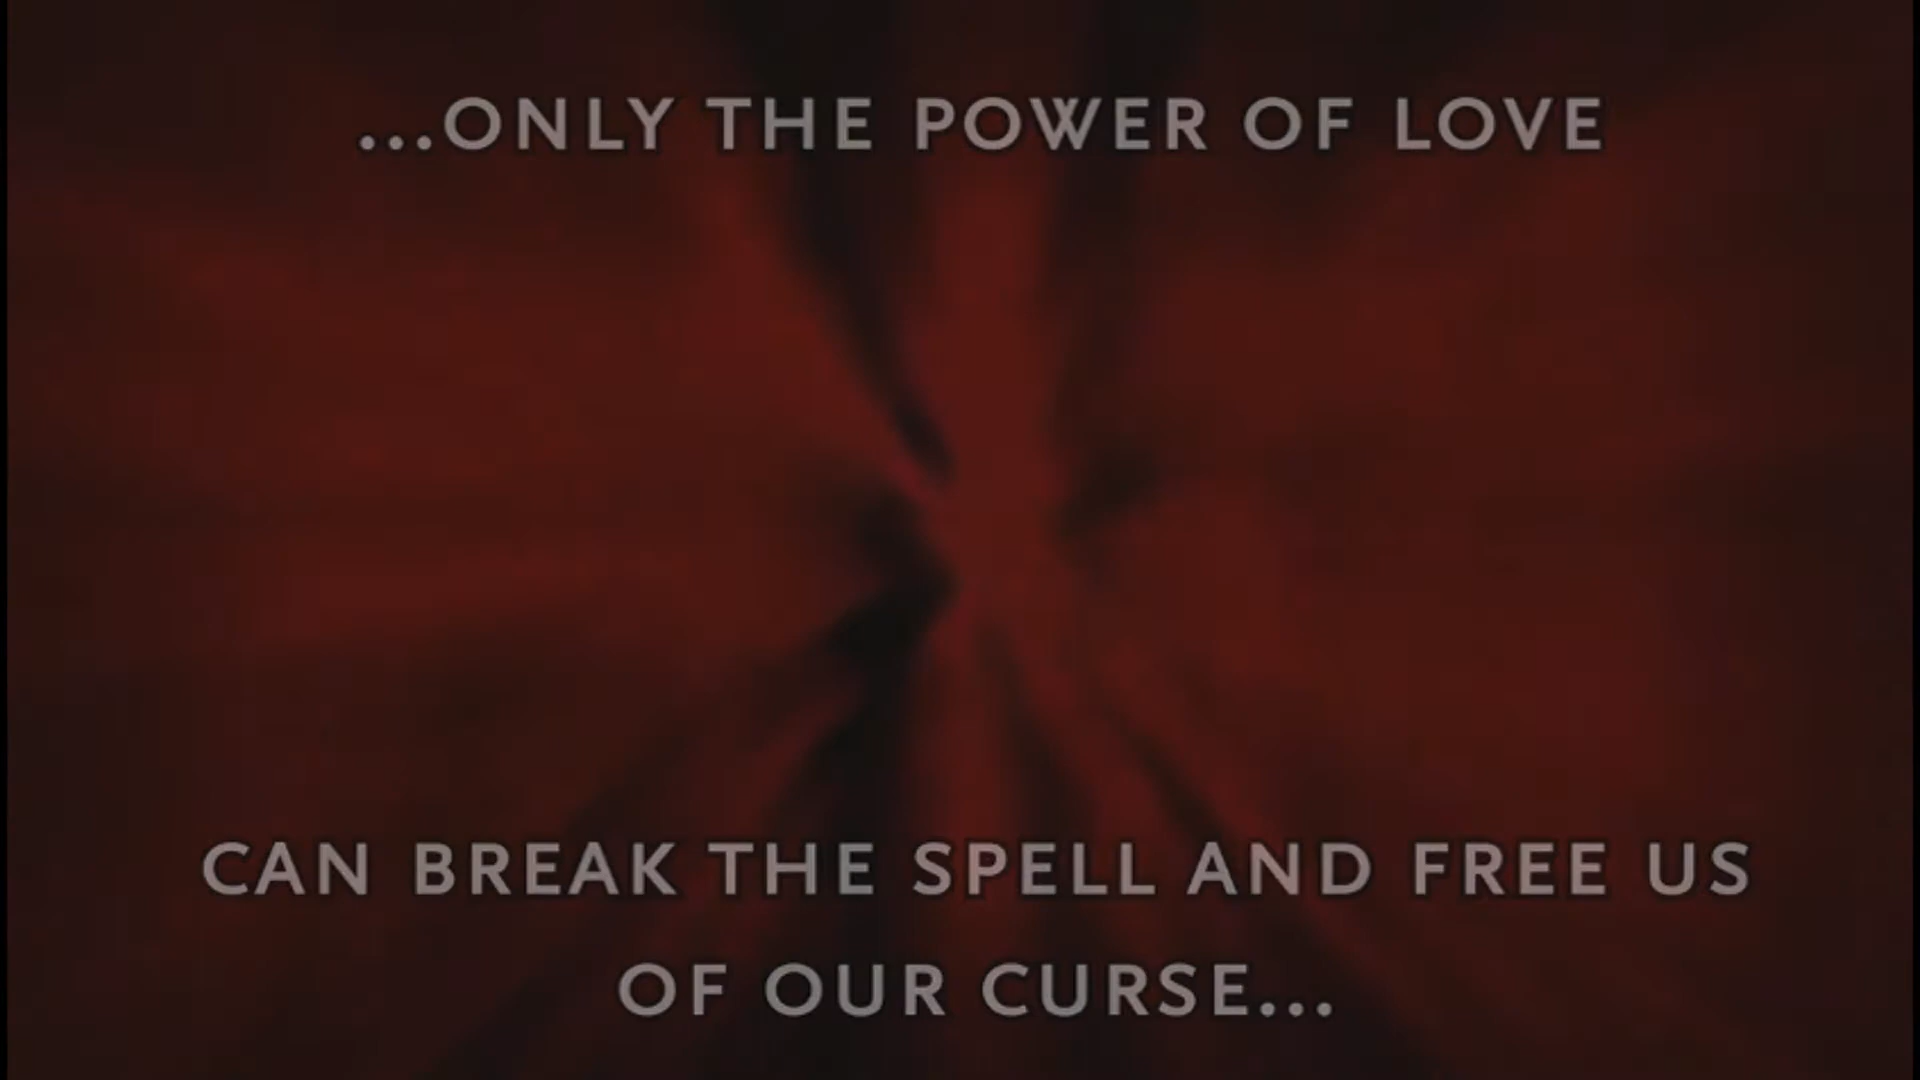 ...ONLY THE POWER OF LOVE
CAN BREAK THE SPELL AND FREE US
OF OUR CURSE...